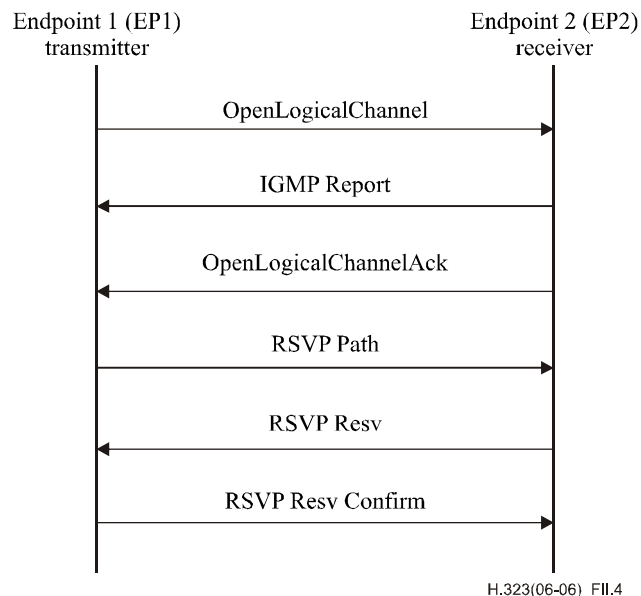 Endpoint 1 (EP1)
transmitter
Endpoint 2 (EP2)
receiver
OpenLogicalChannel
IGMP Report
OpenLogicalChannelAck
RSVP Path
RSVP Resv
RSVP Resv Confirm
H.323(06-06)_FII.4